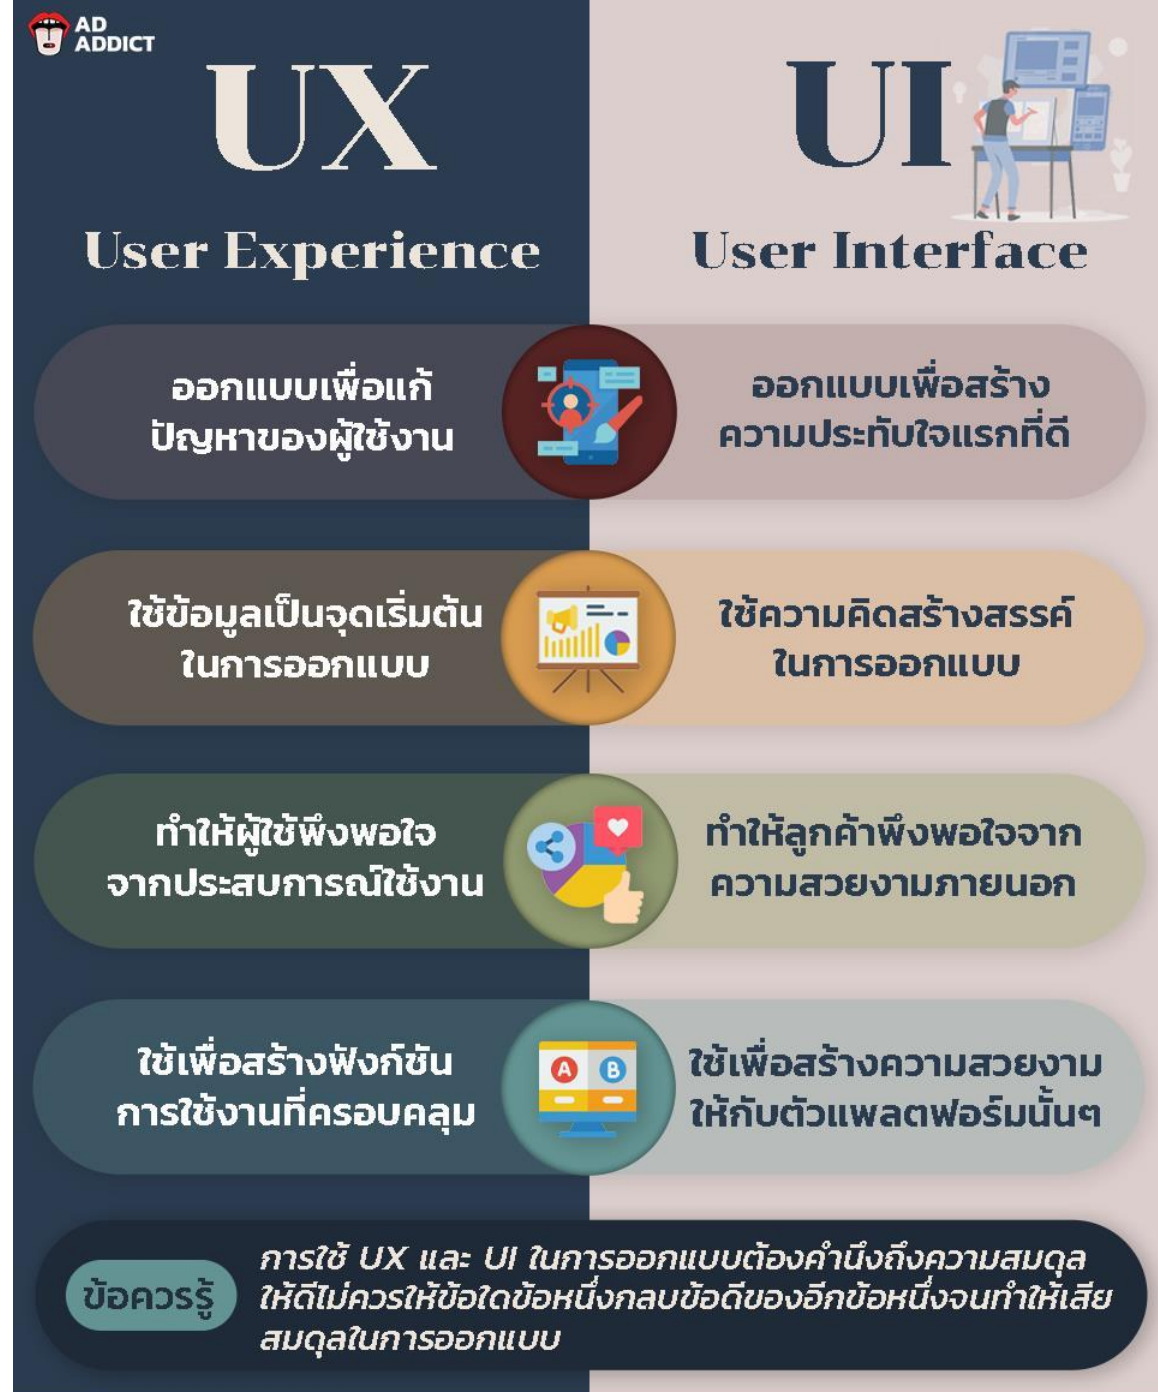 AD
ADDICT
UX
User Experience
UI
User Interface
ออกแบบเพื่อแก้
ปัญหาของผู้ใช้งาน
ออกแบบเพื่อสร้าง
ความประทับใจแรกที่ดี
ใช้ข้อมูลเป็นจุดเริ่มต้น
ในการออกแบบ
ใช้ความคิดสร้างสรรค์
ในการออกแบบ
ทำให้ผู้ใช้พึงพอใจ
จากประสบการณ์ใช้งาน
ทำให้ลูกค้าพึงพอใจจาก
ความสวยงามภายนอก
ใช้เพื่อสร้างฟังก์ชัน
การใช้งานที่ครอบคลุม
A B
ใช้เพื่อสร้างความสวยงาม
ให้กับตัวแพลตฟอร์มนั้นๆ
ข้อควรรู้
การใช้ UX และ UI ในการออกแบบต้องคำนึงถึงความสมดุล
ให้ดีไม่ควรให้ข้อใดข้อหนึ่งกลบข้อดีของอีกข้อหนึ่งจนทำให้เสีย
สมดุลในการออกแบบ